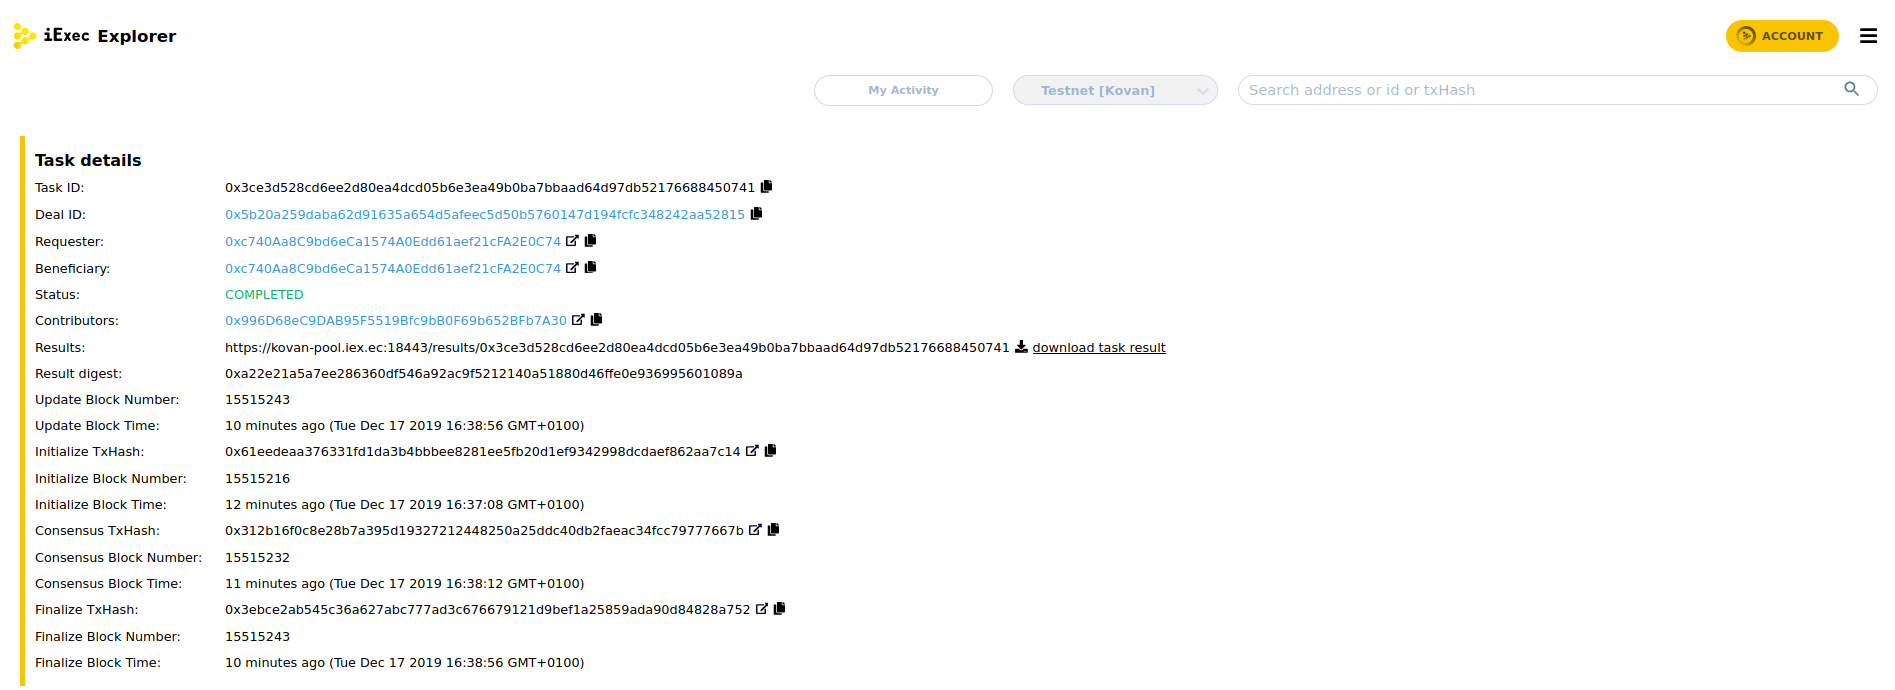 iExec Explorer
ACCOUNT
My Activity
Testnet [Kovan]
Search address or id or txHash
Task details
Task ID: 0x3ce3d528cd6ee2d80ea4dcd05b6e3ea49b0ba7bbaad64d97db52176688450741
Deal ID: 0x5b20a259daba62d91635a654d5afeec5d50b5760147d194fcfc348242aa52815
Requester: 0xc740Aa8C9bd6eCa1574A0Edd61aef21cFA2E0C74
Beneficiary: 0xc740Aa8C9bd6eCa1574A0Edd61aef21cFA2E0C74
Status: COMPLETED
Contributors: 0x996D68eC9DAB95F5519Bfc9bB0F69b652BFb7A30
Results: https://kovan-pool.iex.ec:18443/results/0x3ce3d528cd6ee2d80ea4dcd05b6e3ea49b0ba7bbaad64d97db52176688450741 download task result
Result digest: 0xa22e21a5a7ee286360df546a92ac9f5212140a51880d46ffe0e936995601089a
Update Block Number: 15515243
Update Block Time: 10 minutes ago (Tue Dec 17 2019 16:38:56 GMT+0100)
Initialize TxHash: 0x61eedeaa376331fd1da3b4bbbee8281ee5fb20d1ef9342998dcdaef862aa7c14
Initialize Block Number: 15515216
Initialize Block Time: 12 minutes ago (Tue Dec 17 2019 16:37:08 GMT+0100)
Consensus TxHash: 0x312b16f0c8e28b7a395d19327212448250a25ddc40db2faeac34fcc79777667b
Consensus Block Number: 15515232
Consensus Block Time: 11 minutes ago (Tue Dec 17 2019 16:38:12 GMT+0100)
Finalize TxHash: 0x3ebce2ab545c36a627abc777ad3c676679121d9bef1a25859ada90d84828a752
Finalize Block Number: 15515243
Finalize Block Time: 10 minutes ago (Tue Dec 17 2019 16:38:56 GMT+0100)